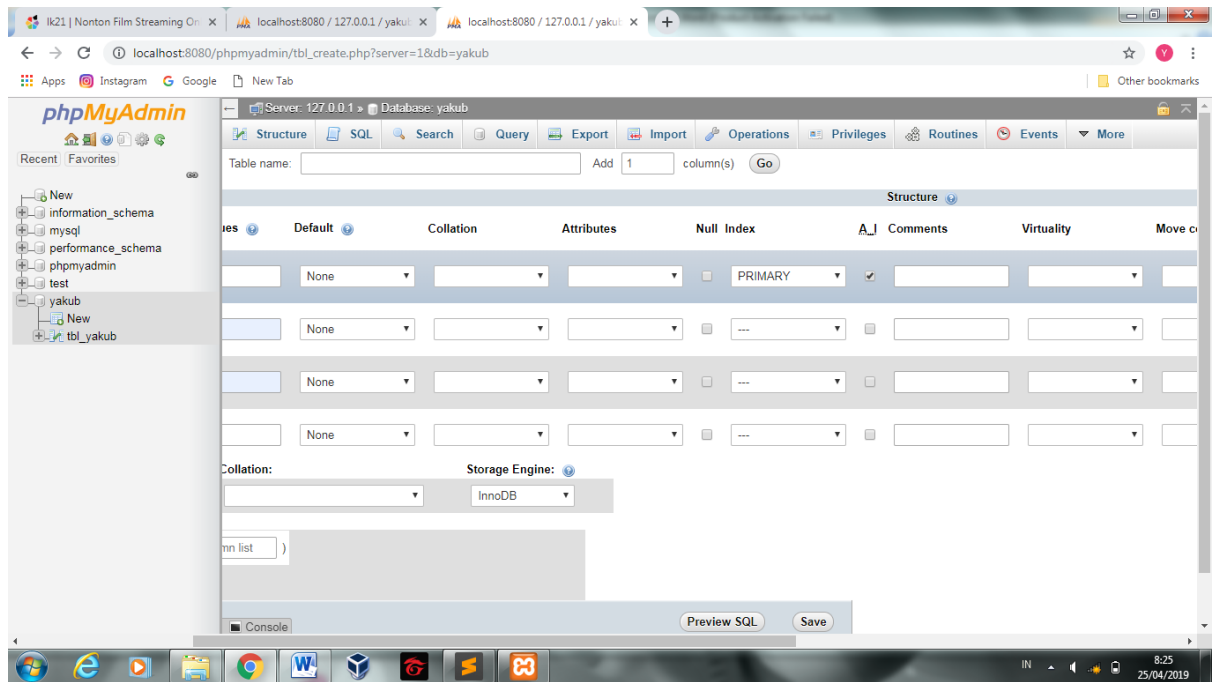 lk21 | Nonton Film Streaming On
localhost:8080 / 127.0.0.1 / yakub
localhost:8080 / 127.0.0.1 / yakub
localhost:8080/phpmyadmin/tbl_create.php?server=1&db=yakub
Y
Apps Instagram G Google New Tab Other bookmarks
phpMyAdmin
Recent Favorites
New
information_schema
mysql
performance_schema
phpmyadmin
test
yakub
New
tbl_yakub
Server: 127.0.0.1 » Database: yakub
Structure SQL Search Query Export Import Operations Privileges Routines Events More
Table name: Add 1 column(s) Go
Structure
ues Default Collation Attributes Null Index A_I Comments Virtuality Move co
None PRIMARY
None ---
None ---
None ---
Collation: Storage Engine:
InnoDB
mn list )
Preview SQL Save
Console
IN 8:25
25/04/2019